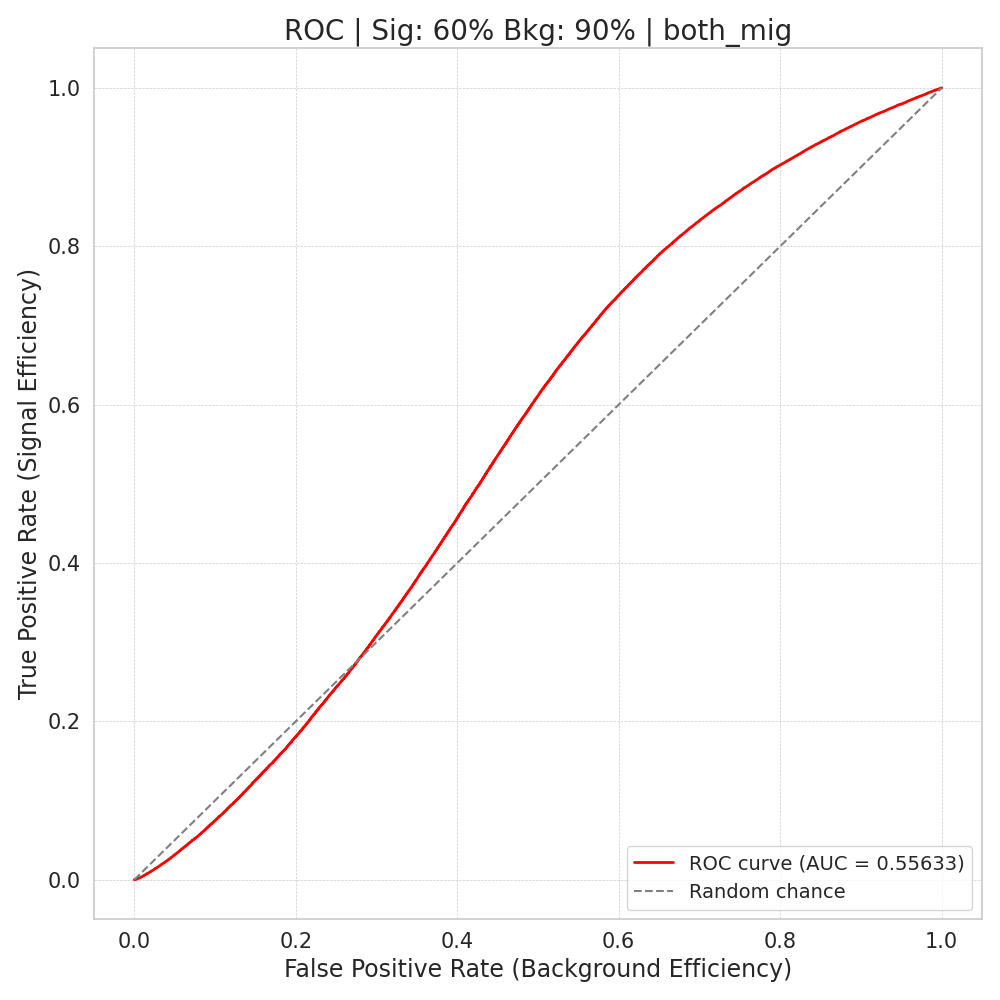 ROC | Sig: 60% Bkg: 90% | both_mig
True Positive Rate (Signal Efficiency)
1.0
0.8
0.6
0.4
0.2
0.0
0.0 0.2 0.4 0.6 0.8 1.0
False Positive Rate (Background Efficiency)
ROC curve (AUC = 0.55633)
Random chance